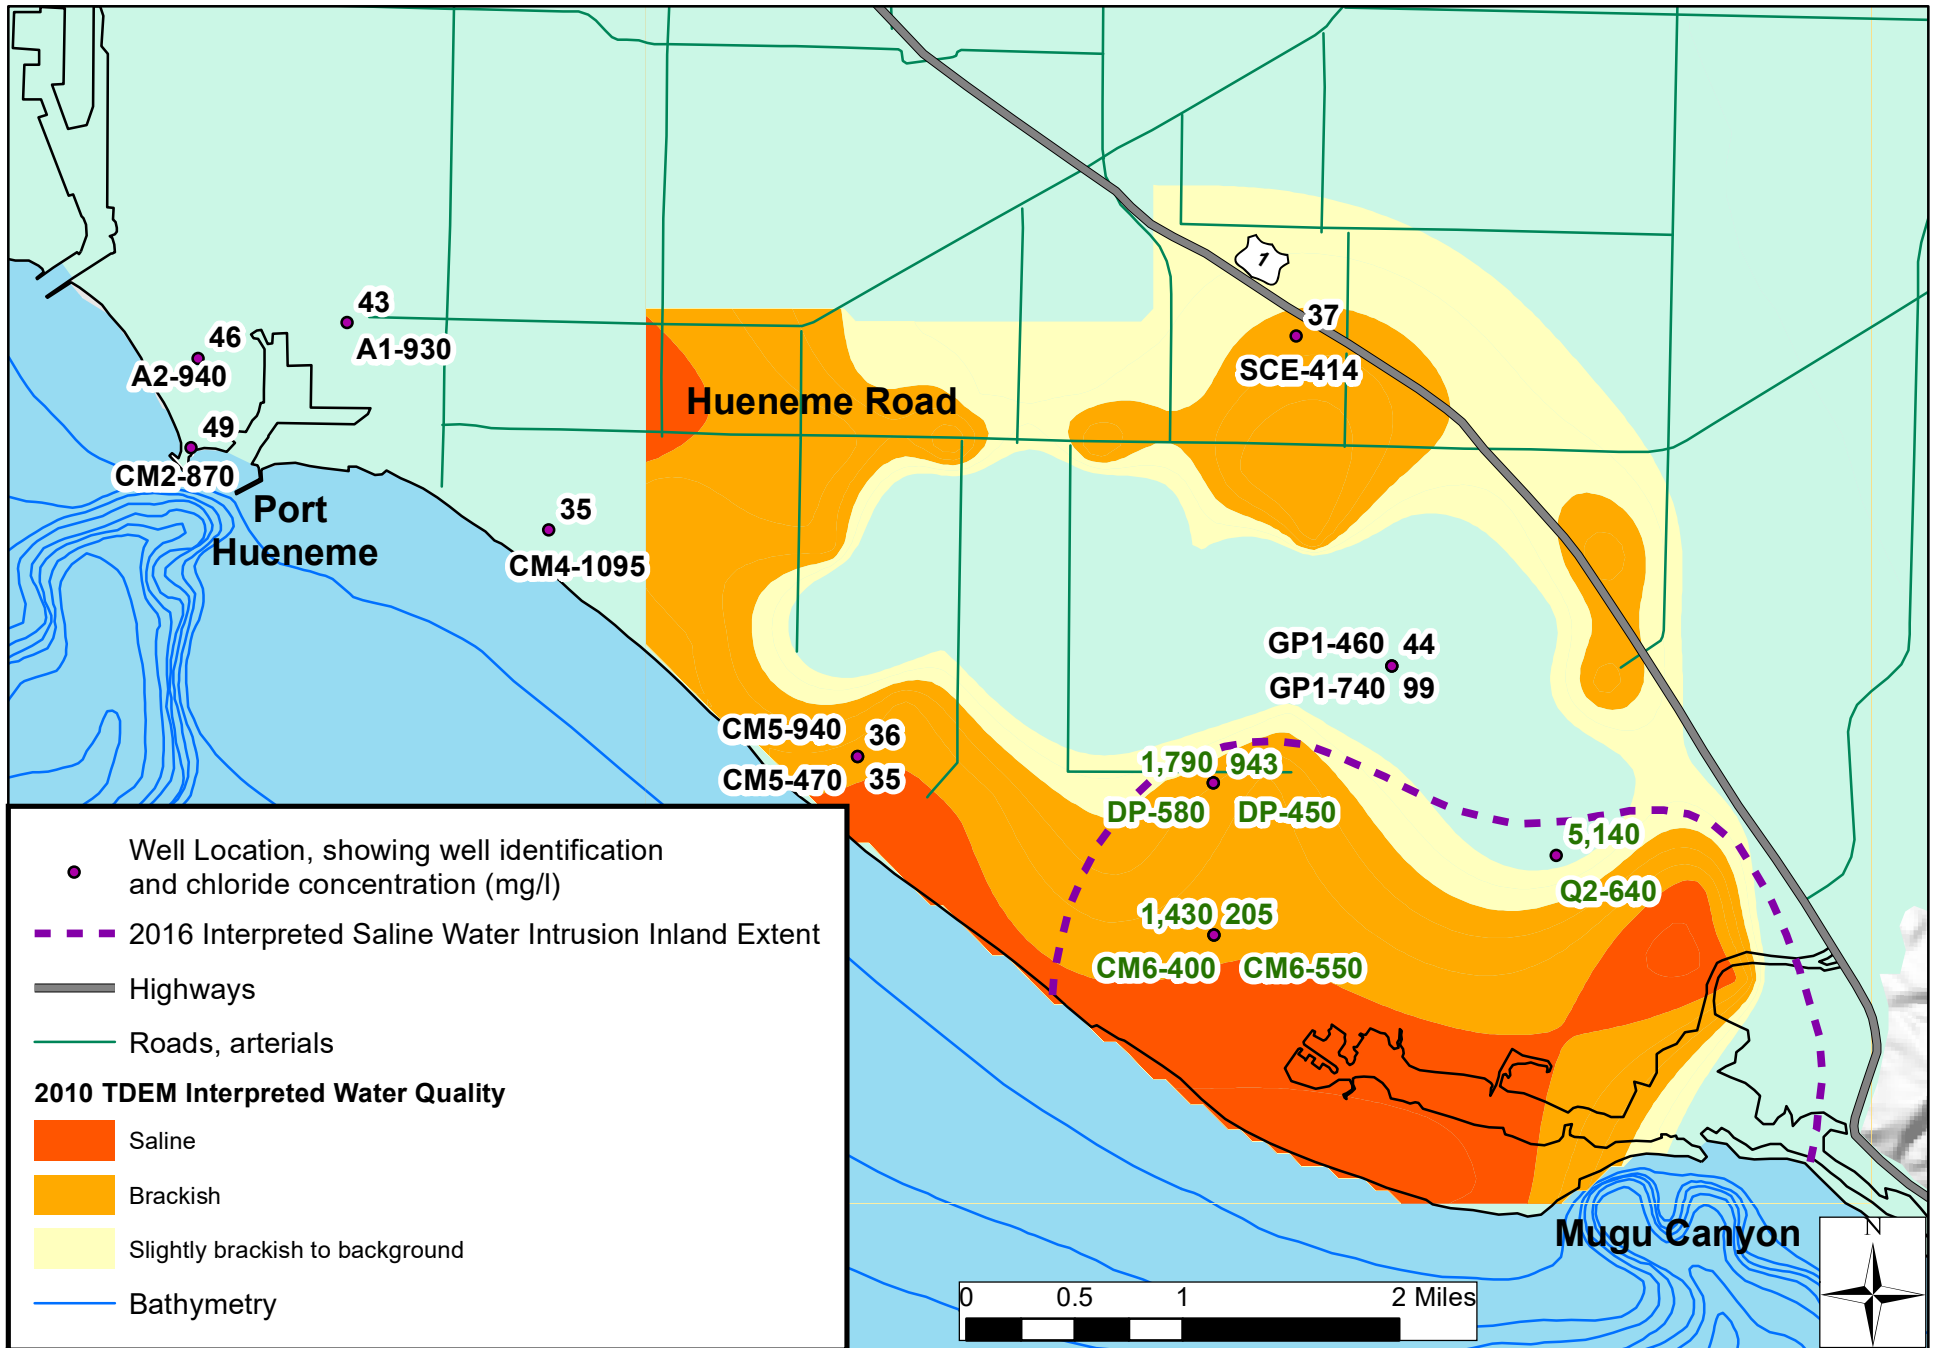 1
43
A1-930
46
A2-940
37
SCE-414
Hueneme Road
49
CM2-870
Port
Hueneme
35
CM4-1095
GP1-460 44
GP1-740 99
CM5-940 36
CM5-470 35
1,790 943
DP-580 DP-450
5,140
Q2-640
1,430 205
CM6-400 CM6-550
Mugu Canyon
Well Location, showing well identification
and chloride concentration (mg/l)
2016 Interpreted Saline Water Intrusion Inland Extent
Highways
Roads, arterials
2010 TDEM Interpreted Water Quality
Saline
Brackish
Slightly brackish to background
Bathymetry
0 0.5 1 2 Miles
N